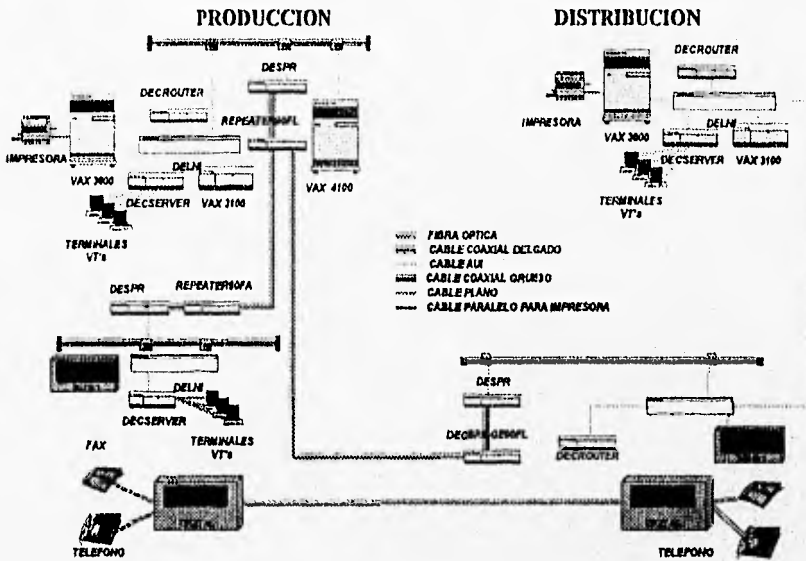 PRODUCCION
DISTRIBUCION
DESPR
DECROUTER
REPEATER90FL
IMPRESORA
VAX 3800
DELNI
DECSERVER
VAX 3100
VAX 4100
TERMINALES
VT's
DECROUTER
IMPRESORA
VAX 3800
DELNI
DECSERVER
VAX 3100
TERMINALES
VT's
FIBRA OPTICA
CABLE COAXIAL DELGADO
CABLE AUI
CABLE COAXIAL GRUESO
CABLE PLANO
CABLE PARALELO PARA IMPRESORA
DESPR
REPEATER90FA
DELNI
DECSERVER
TERMINALES
VT's
DESPR
DECROUTER
FAX
TELEFONO
TELEFONO